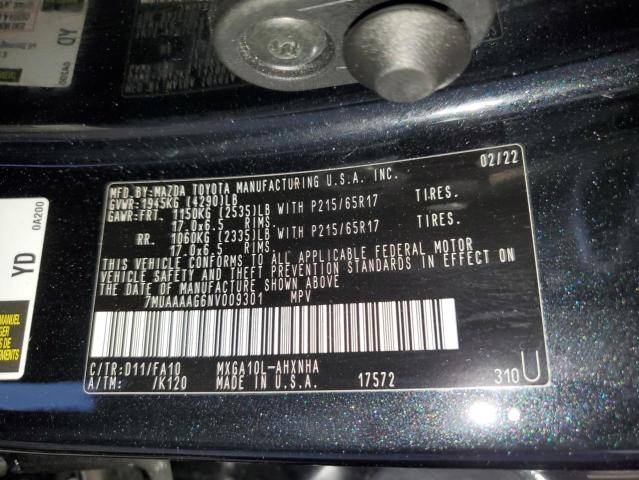 MFD.BY:MAZDA TOYOTA MANUFACTURING U.S.A. INC. 02/22
GVWR:1945KG (4290)LB
GAWR:FRT. 1150KG (2535)LB WITH P215/65R17 TIRES.
17.0x6.5 RIMS.
RR. 1060KG (2335)LB WITH P215/65R17 TIRES.
17.0x6.5 RIMS.
THIS VEHICLE CONFORMS TO ALL APPLICABLE FEDERAL MOTOR
VEHICLE SAFETY AND THEFT PREVENTION STANDARDS IN EFFECT ON
THE DATE OF MANUFACTURE SHOWN ABOVE
7MUAAAAG6NV009301 MPV
C/TR:D11/FA10 MXGA10L-AHXNHA
A/TM: /K120 MADE IN U.S.A. 17572 310 U
YD 0A200
YD 0A930